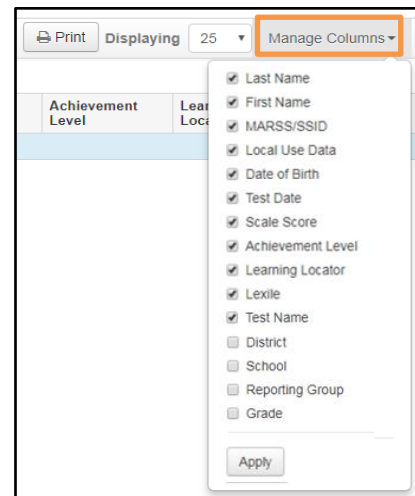 Print Displaying 25 Manage Columns
Achievement
Level
Last Name
First Name
MARSS/SSID
Local Use Data
Date of Birth
Test Date
Scale Score
Achievement Level
Learning Locator
Lexile
Test Name
District
School
Reporting Group
Grade
Apply